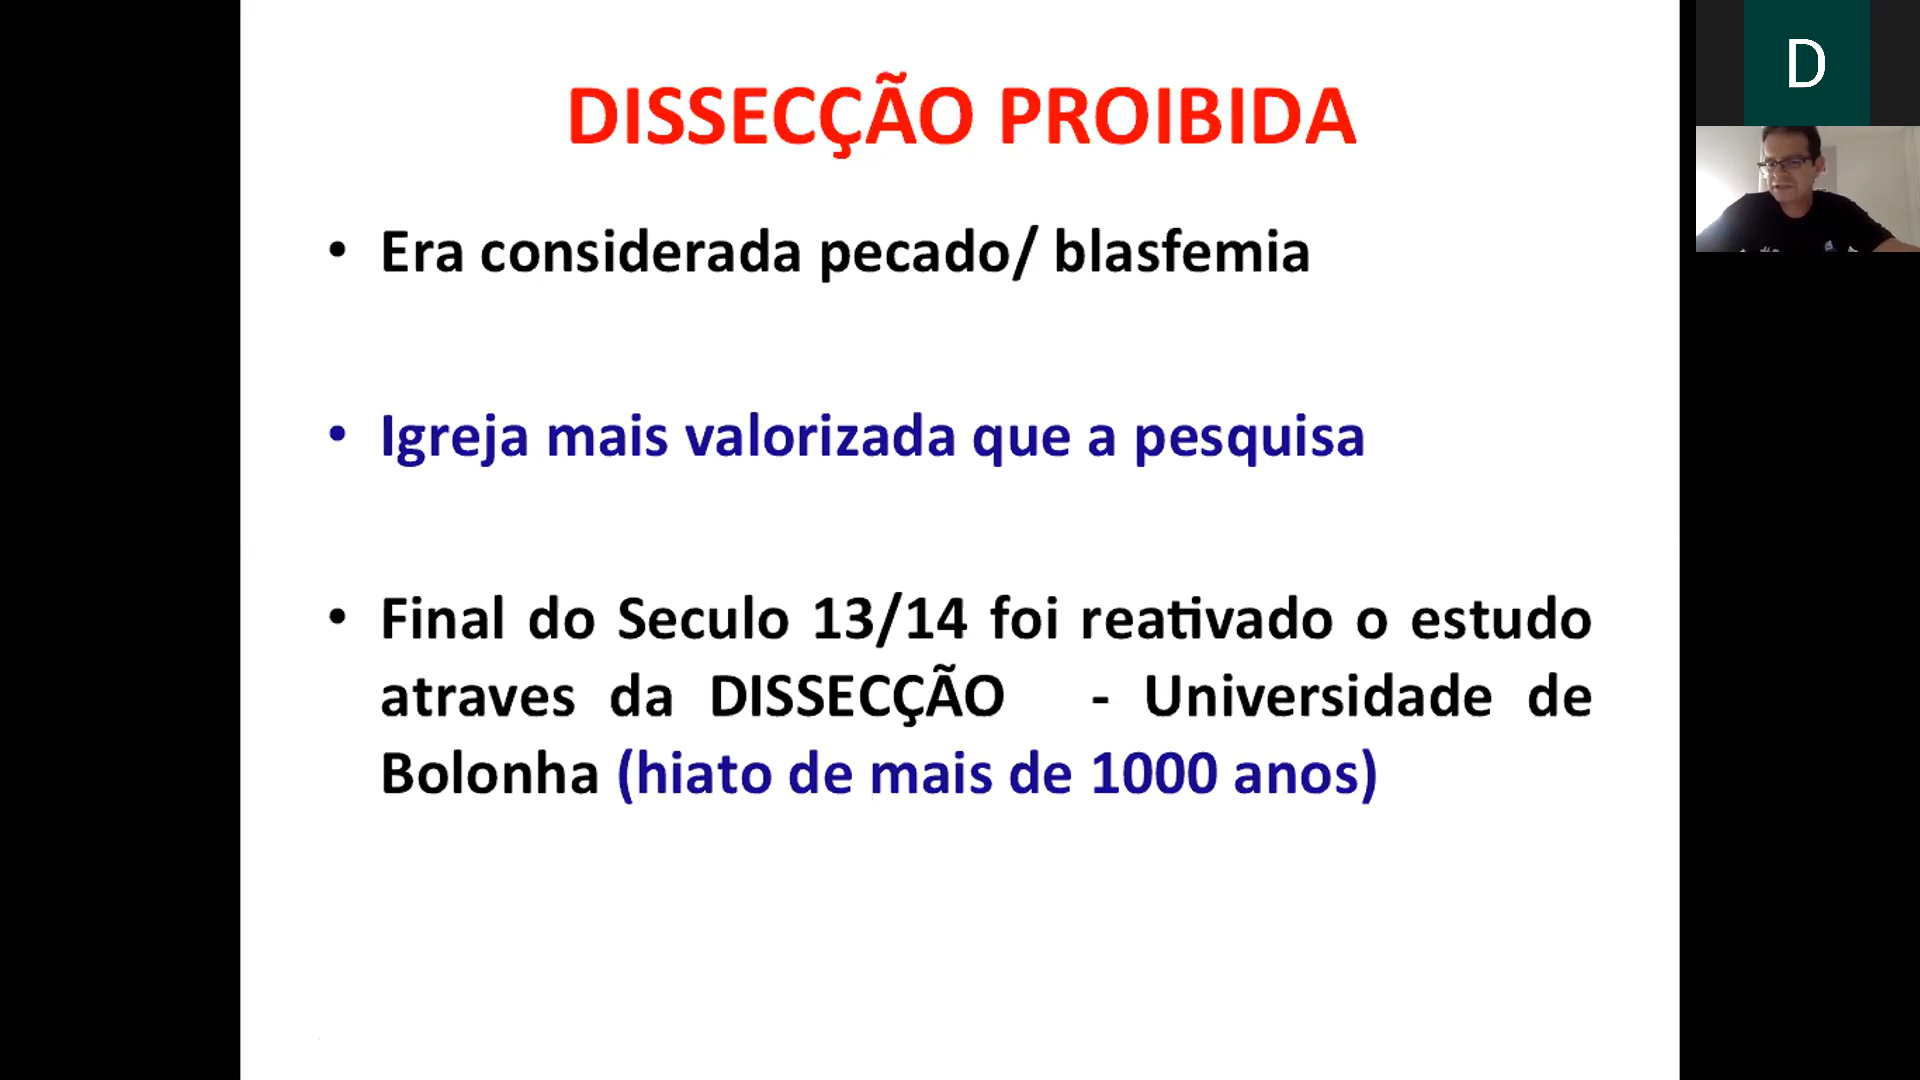 DISSECÇÃO PROIBIDA
D
• Era considerada pecado/ blasfemia
• Igreja mais valorizada que a pesquisa
• Final do Seculo 13/14 foi reativado o estudo
atraves da DISSECÇÃO - Universidade de
Bolonha (hiato de mais de 1000 anos)